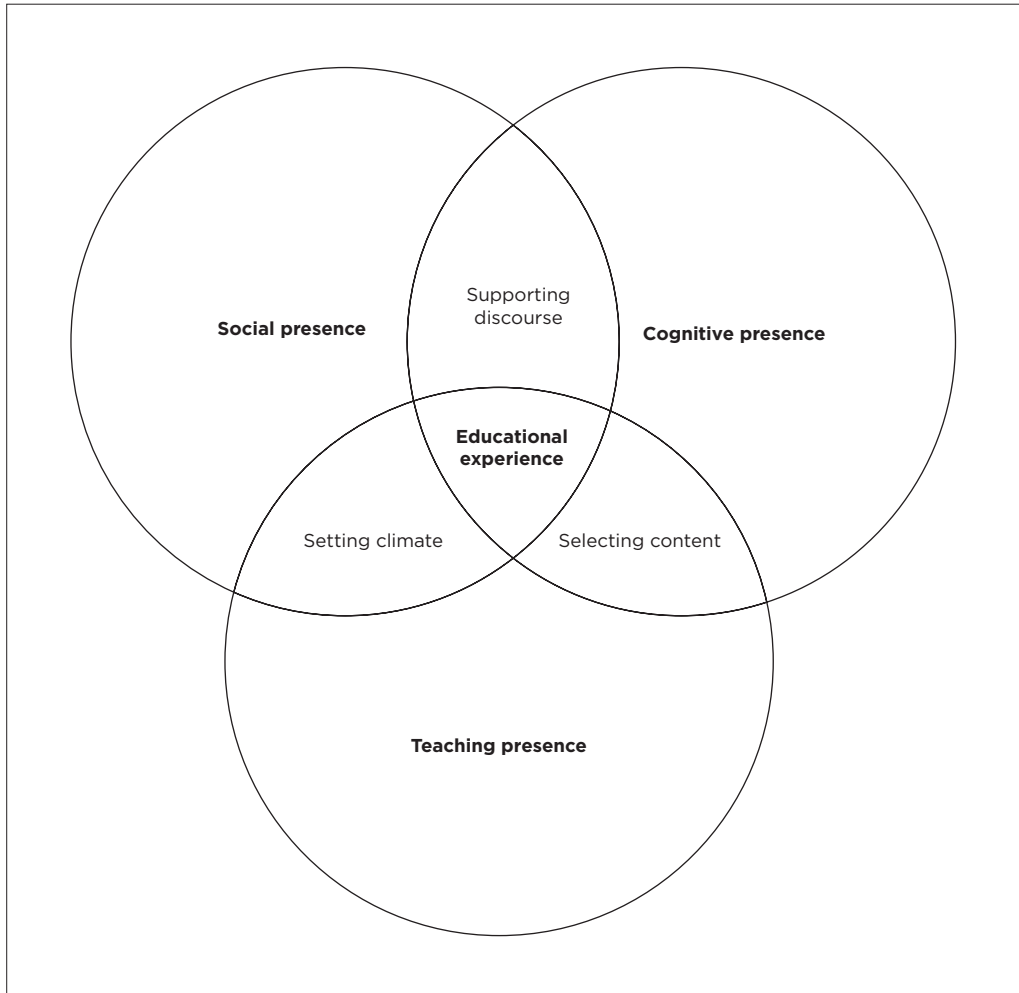 Supporting
discourse
Social presence
Cognitive presence
Educational
experience
Setting climate
Selecting content
Teaching presence